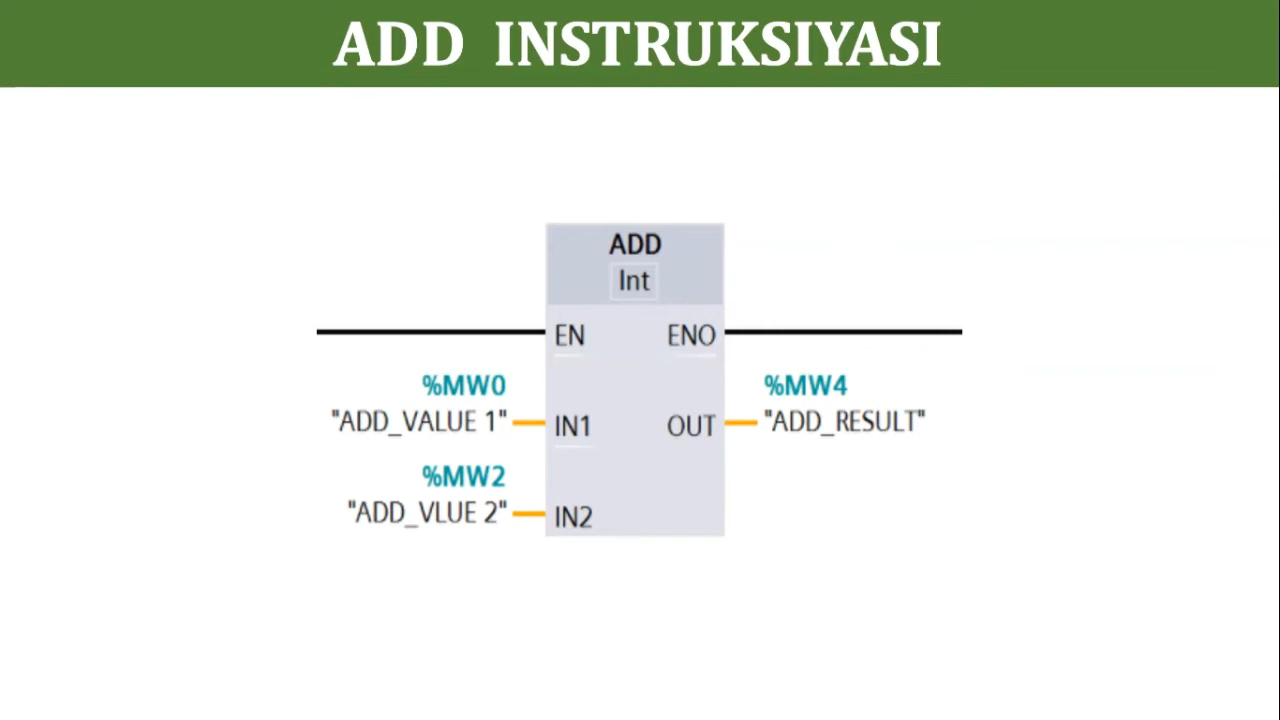 ADD INSTRUKSIYASI
ADD
Int
EN ENO
%MW0 %MW4
"ADD_VALUE 1" IN1 OUT "ADD_RESULT"
%MW2
"ADD_VLUE 2" IN2